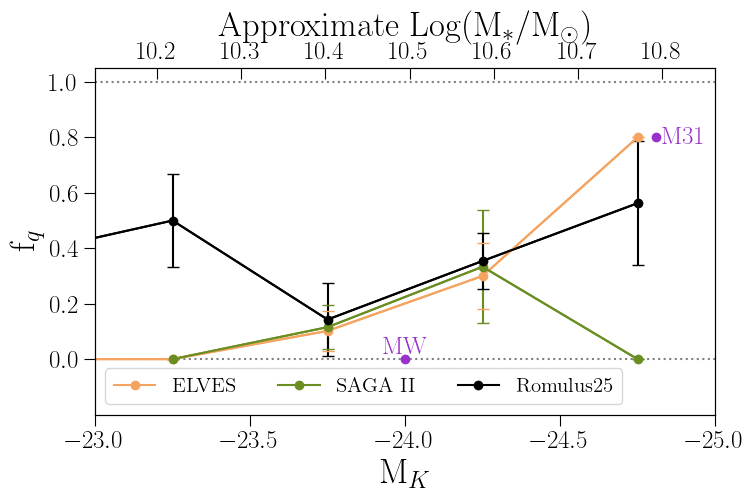 Approximate Log(M*/M⊙)
10.2 10.3 10.4 10.5 10.6 10.7 10.8
1.0
0.8
0.6
0.4
0.2
0.0
f_q
M31
MW
ELVES SAGA II Romulus25
−23.0 −23.5 −24.0 −24.5 −25.0
M_K